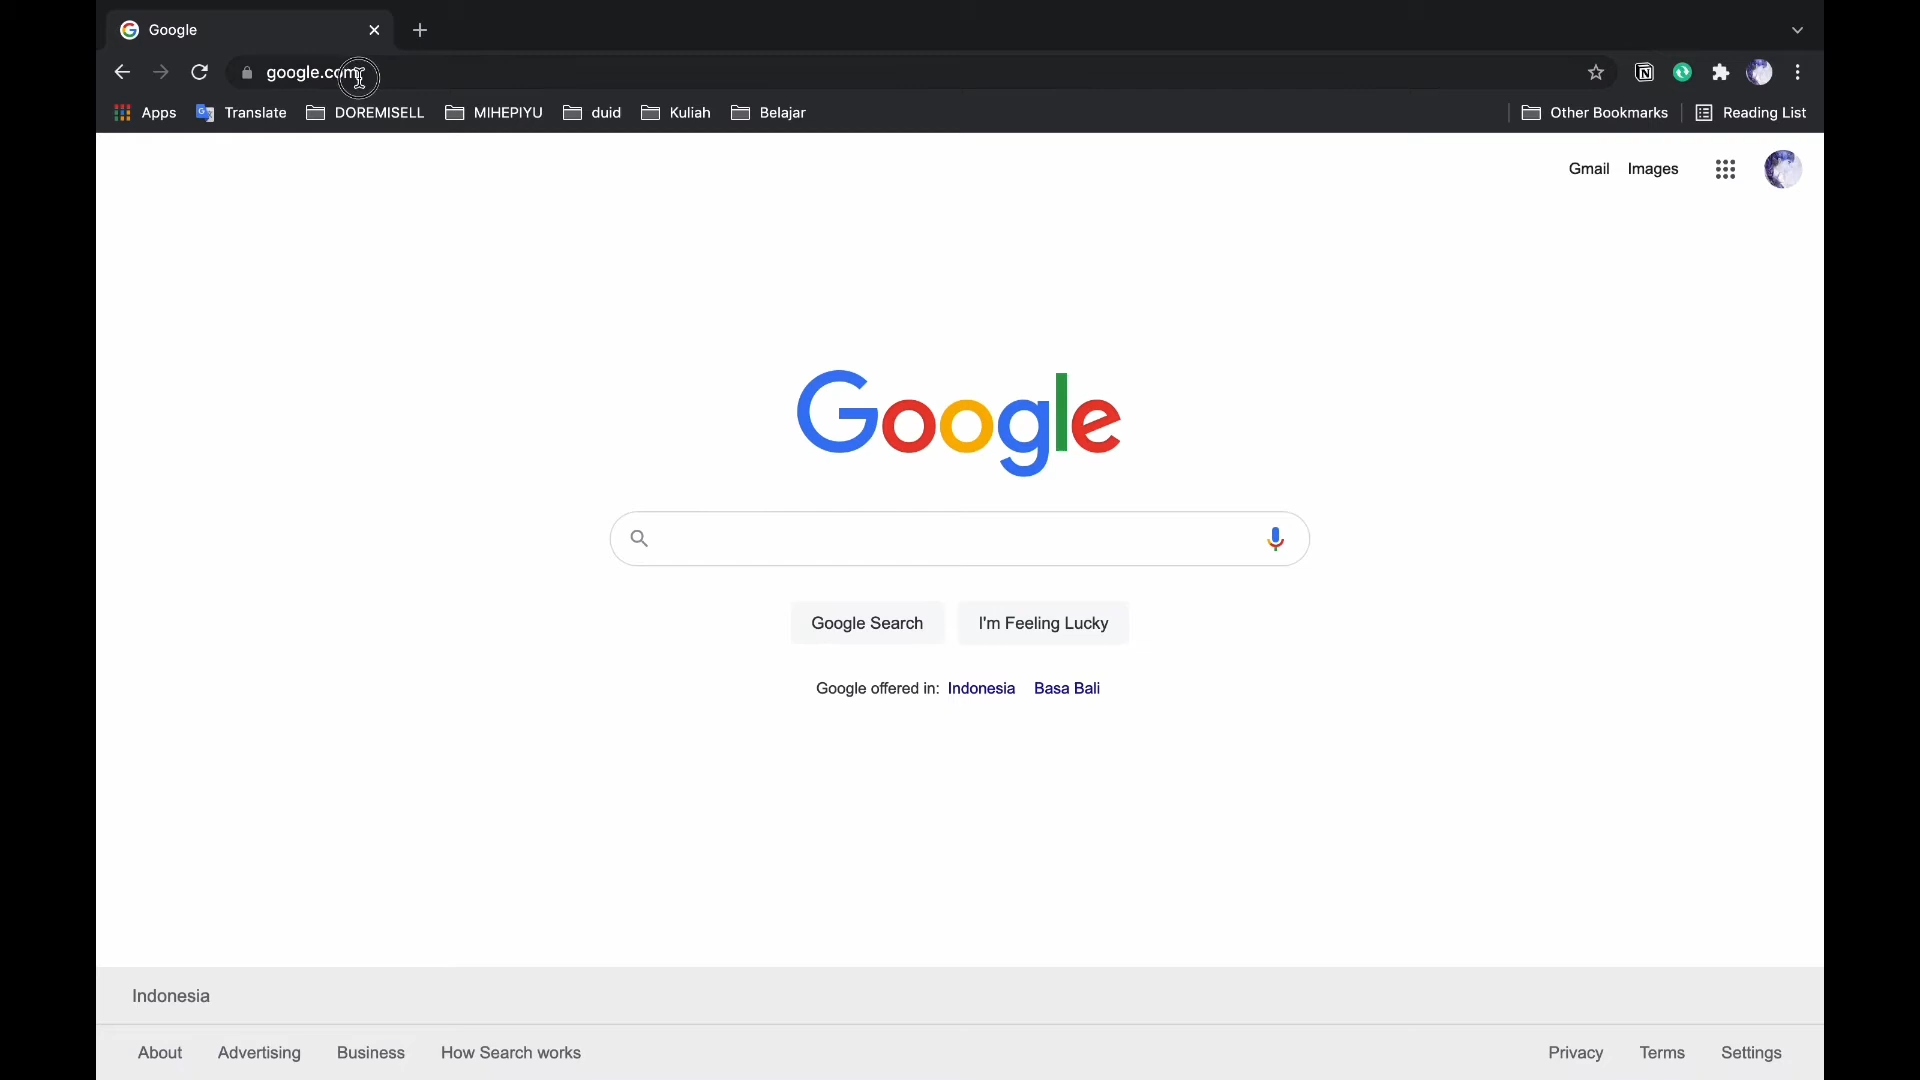 Google
google.com
Apps Translate DOREMISELL MIHEPIYU duid Kuliah Belajar Other Bookmarks Reading List
Gmail Images
Google
Google Search I'm Feeling Lucky
Google offered in: Indonesia Basa Bali
Indonesia
About Advertising Business How Search works Privacy Terms Settings